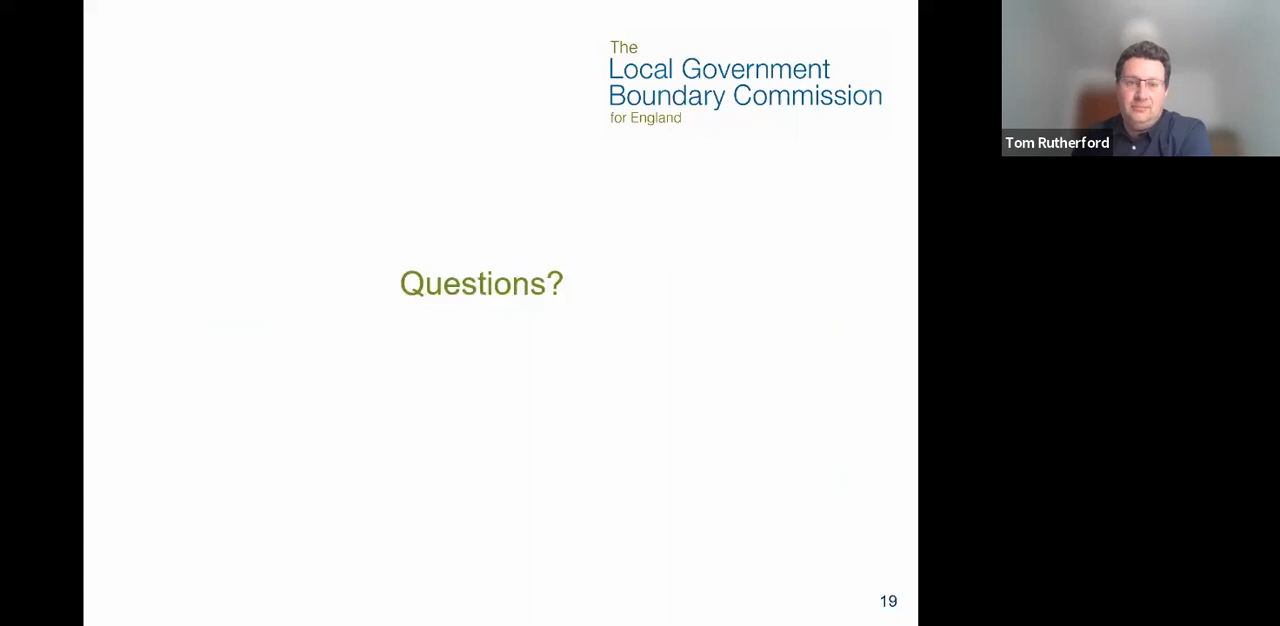 The
Local Government
Boundary Commission
for England
Tom Rutherford
Questions?
19